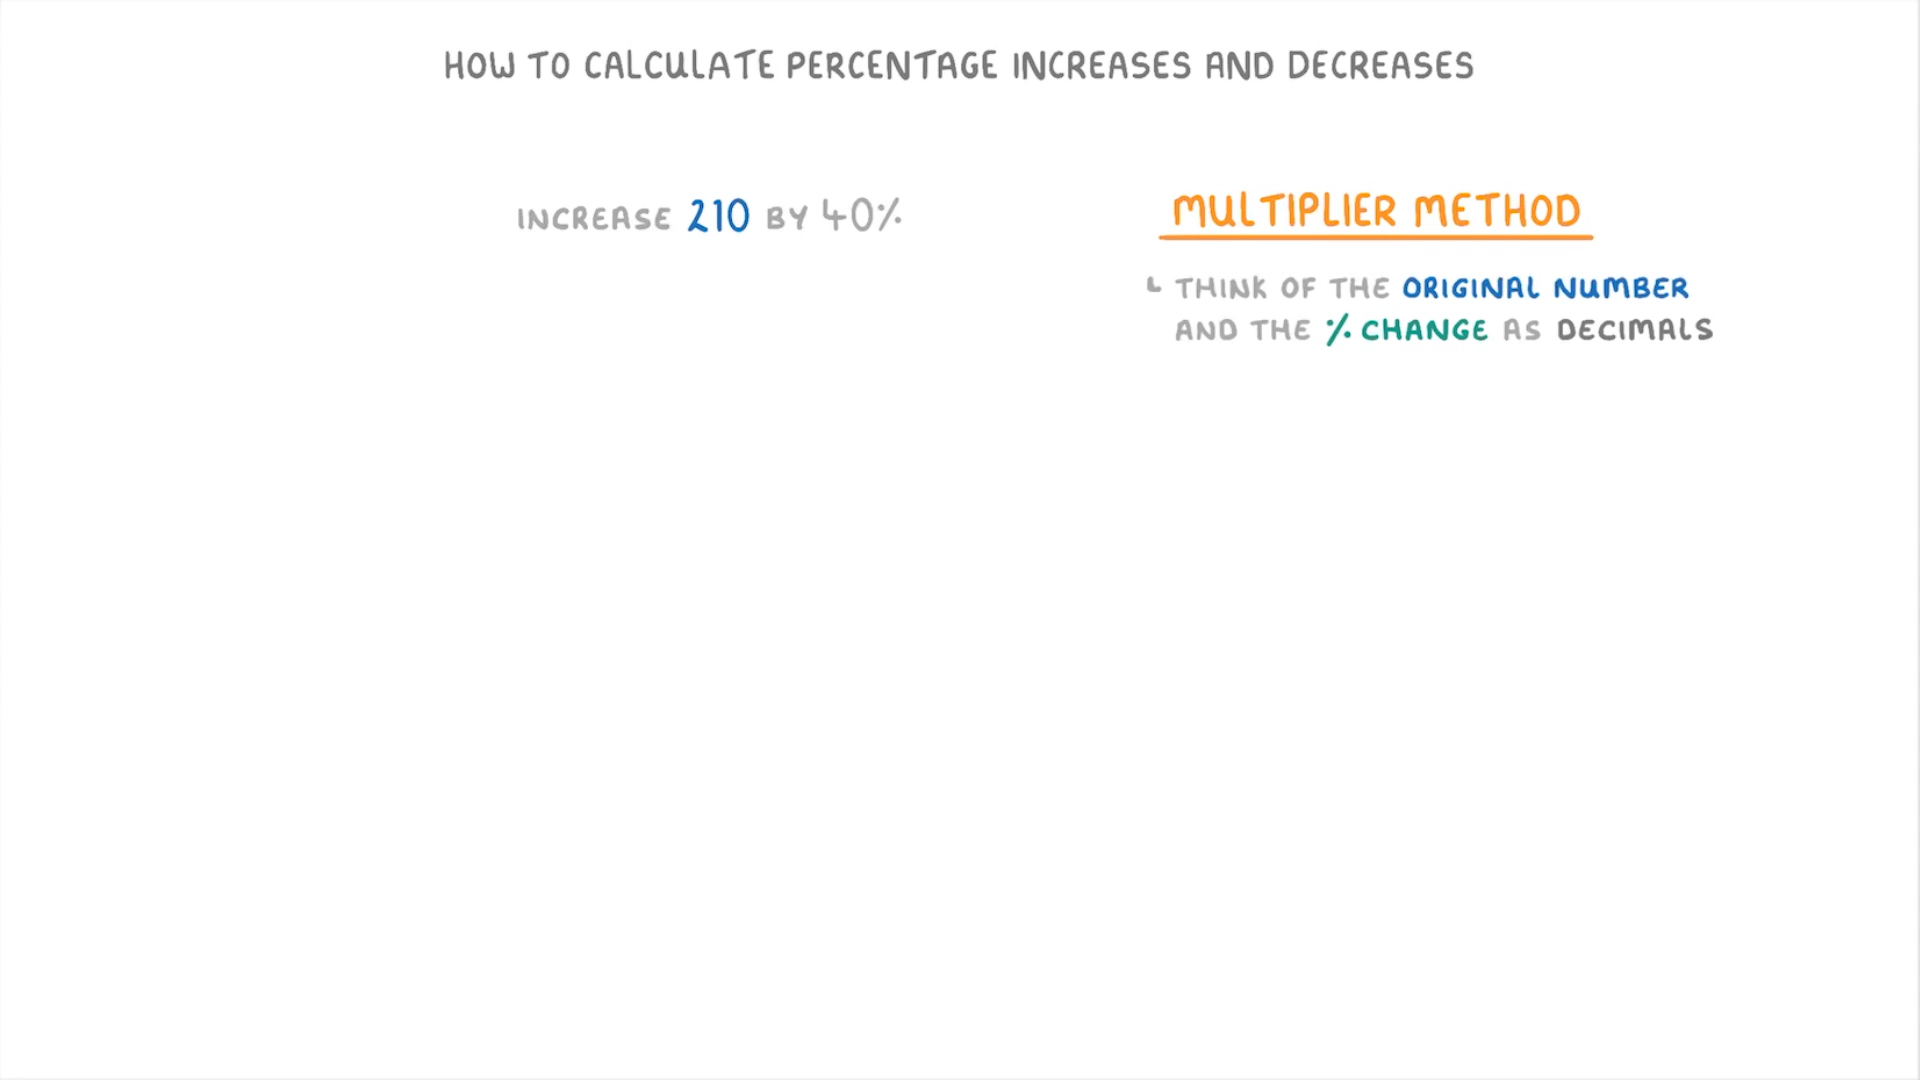 HOW TO CALCULATE PERCENTAGE INCREASES AND DECREASES
INCREASE 210 BY 40%
MULTIPLIER METHOD
THINK OF THE ORIGINAL NUMBER
AND THE % CHANGE AS DECIMALS